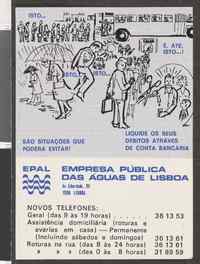 ISTO...
E, ATÉ,
ISTO...!
ISTO...
ISTO...
SÃO SITUAÇÕES QUE
PODERÁ EVITAR!
LIQUIDE OS SEUS
DÉBITOS ATRAVÉS
DE CONTA BANCÁRIA
EPAL
EMPRESA PÚBLICA
DAS ÁGUAS DE LISBOA
Av. Liberdade, 24
1200 LISBOA
NOVOS TELEFONES:
Geral (das 9 às 19 horas) . . . . . 36 13 53
Assistência domiciliária (roturas e
avarias em casa) — Permanente
(Incluindo sábados e domingos) 36 13 61
Roturas na rua (das 8 às 24 horas) 36 13 61
» » » (das 0 às 8 horas) 31 89 59